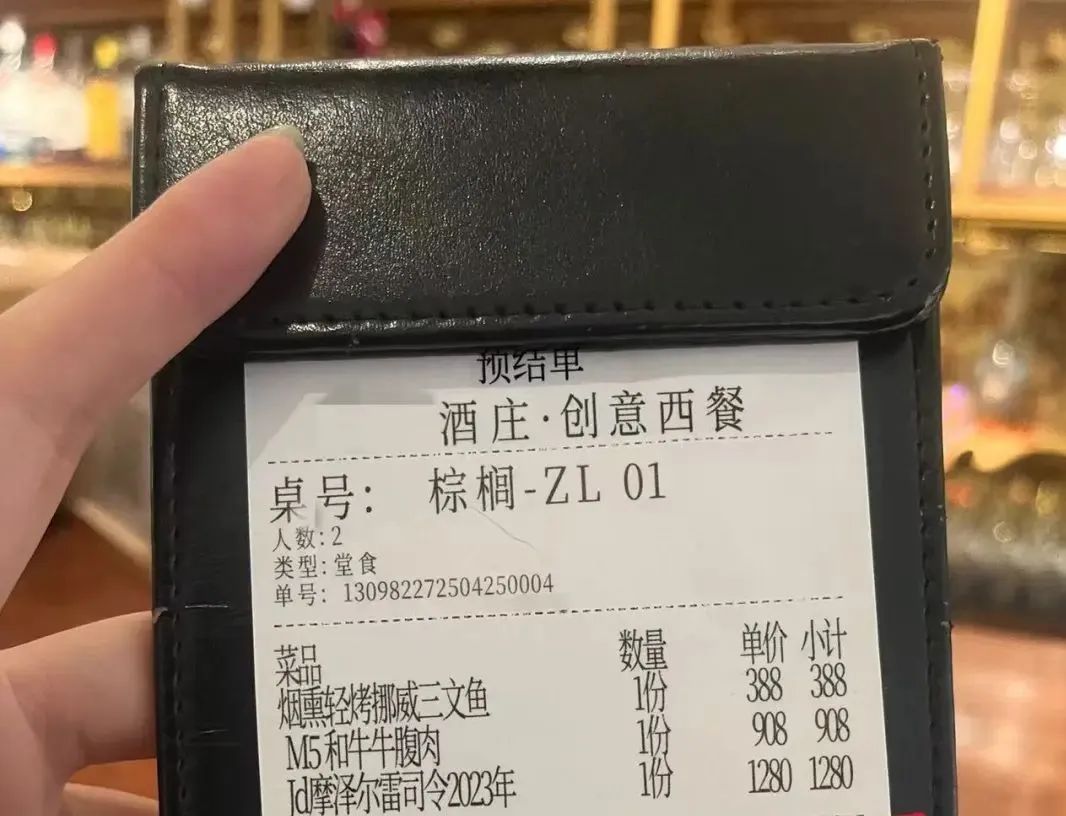 预结单
酒庄·创意西餐
桌号: 棕榈-ZL 01
人数:2
类型:堂食
单号: 130982272504250004
菜品 数量 单价 小计
烟熏轻烤挪威三文鱼 1份 388 388
M5和牛牛腹肉 1份 908 908
Jd摩泽尔雷司令2023年 1份 1280 1280